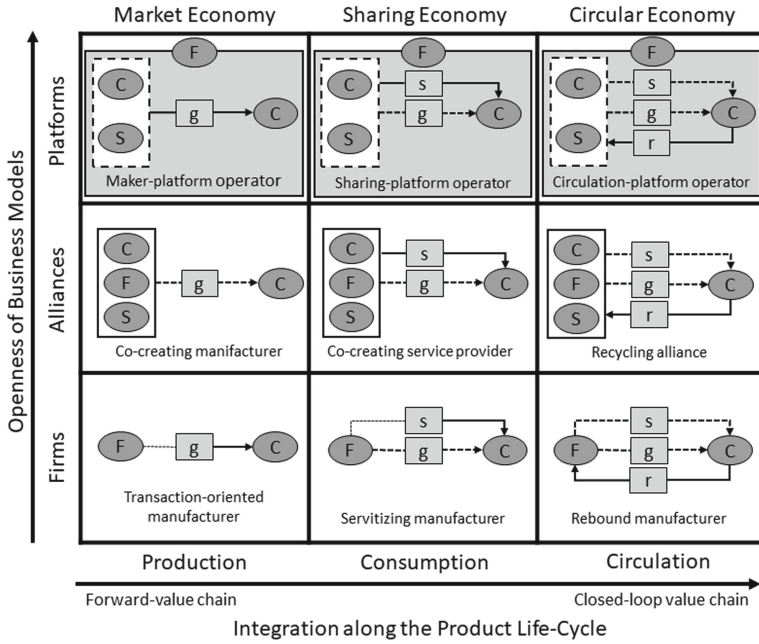 Market Economy Sharing Economy Circular Economy
Openness of Business Models
Platforms
F
C
S
g
C
Maker-platform operator
F
C
S
s
g
C
Sharing-platform operator
F
C
S
s
g
r
C
Circulation-platform operator
Alliances
C
F
S
g
C
Co-creating manifacturer
C
F
S
s
g
C
Co-creating service provider
C
F
S
s
g
r
C
Recycling alliance
Firms
F
g
C
Transaction-oriented
manufacturer
F
s
g
C
Servitizing manufacturer
F
s
g
r
C
Rebound manufacturer
Production Consumption Circulation
Forward-value chain Closed-loop value chain
Integration along the Product Life-Cycle